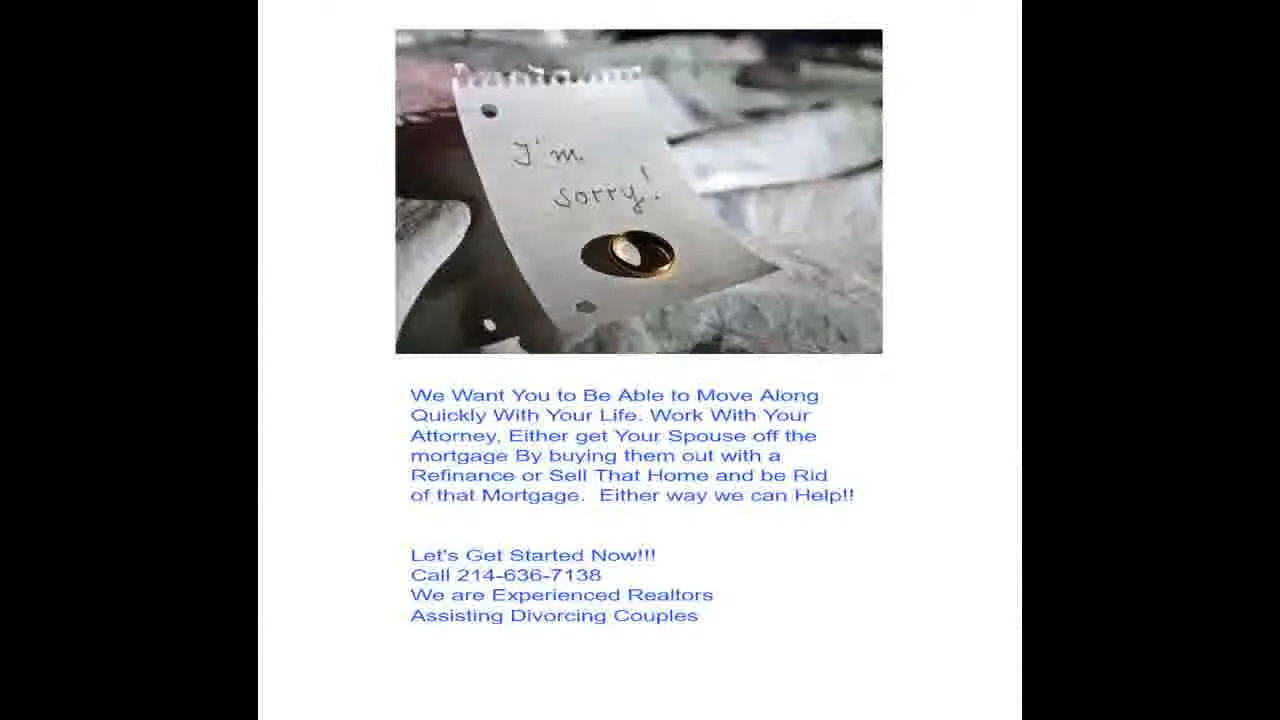 I'm
sorry!
We Want You to Be Able to Move Along
Quickly With Your Life. Work With Your
Attorney, Either get Your Spouse off the
mortgage By buying them out with a
Refinance or Sell That Home and be Rid
of that Mortgage.  Either way we can Help!!
Let's Get Started Now!!!
Call 214-636-7138
We are Experienced Realtors
Assisting Divorcing Couples